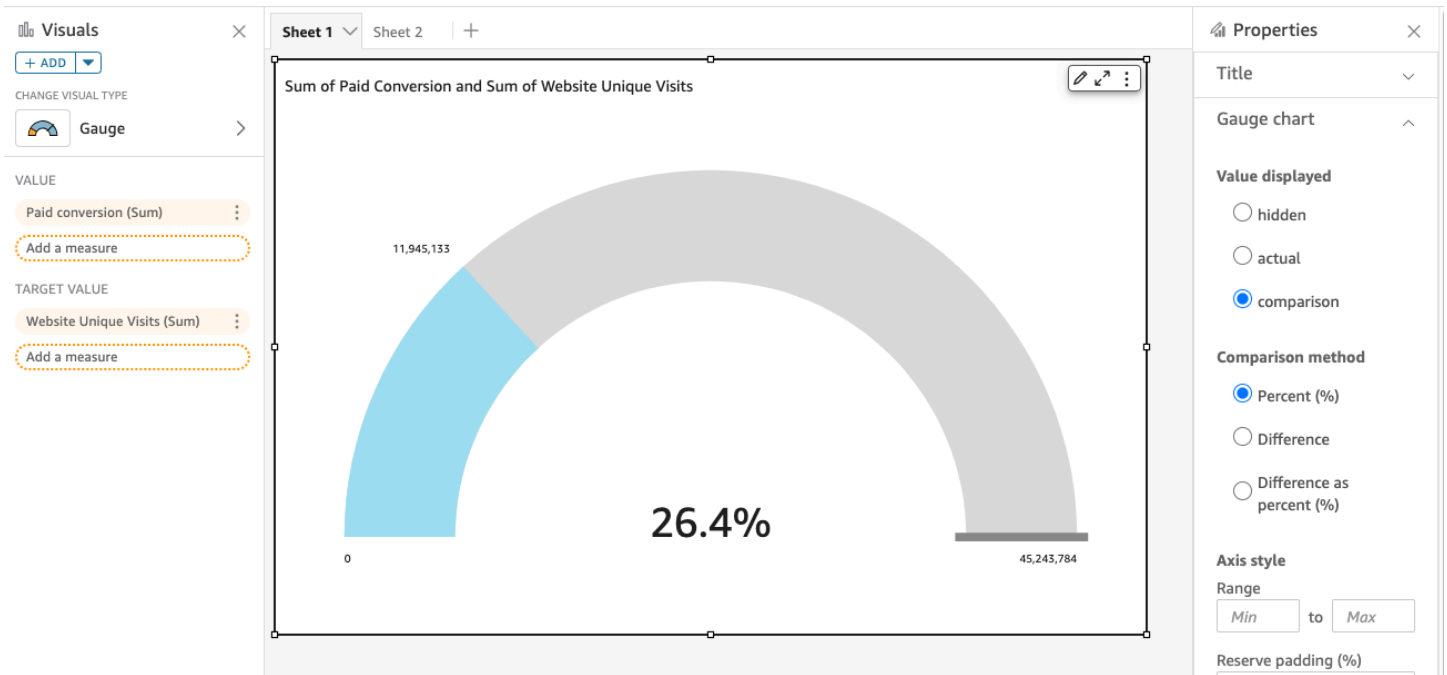 Visuals
+ ADD
CHANGE VISUAL TYPE
Gauge
VALUE
Paid conversion (Sum)
Add a measure
TARGET VALUE
Website Unique Visits (Sum)
Add a measure
Sheet 1
Sheet 2
Sum of Paid Conversion and Sum of Website Unique Visits
11,945,133
26.4%
0
45,243,784
Properties
Title
Gauge chart
Value displayed
hidden
actual
comparison
Comparison method
Percent (%)
Difference
Difference as
percent (%)
Axis style
Range
Min to Max
Reserve padding (%)